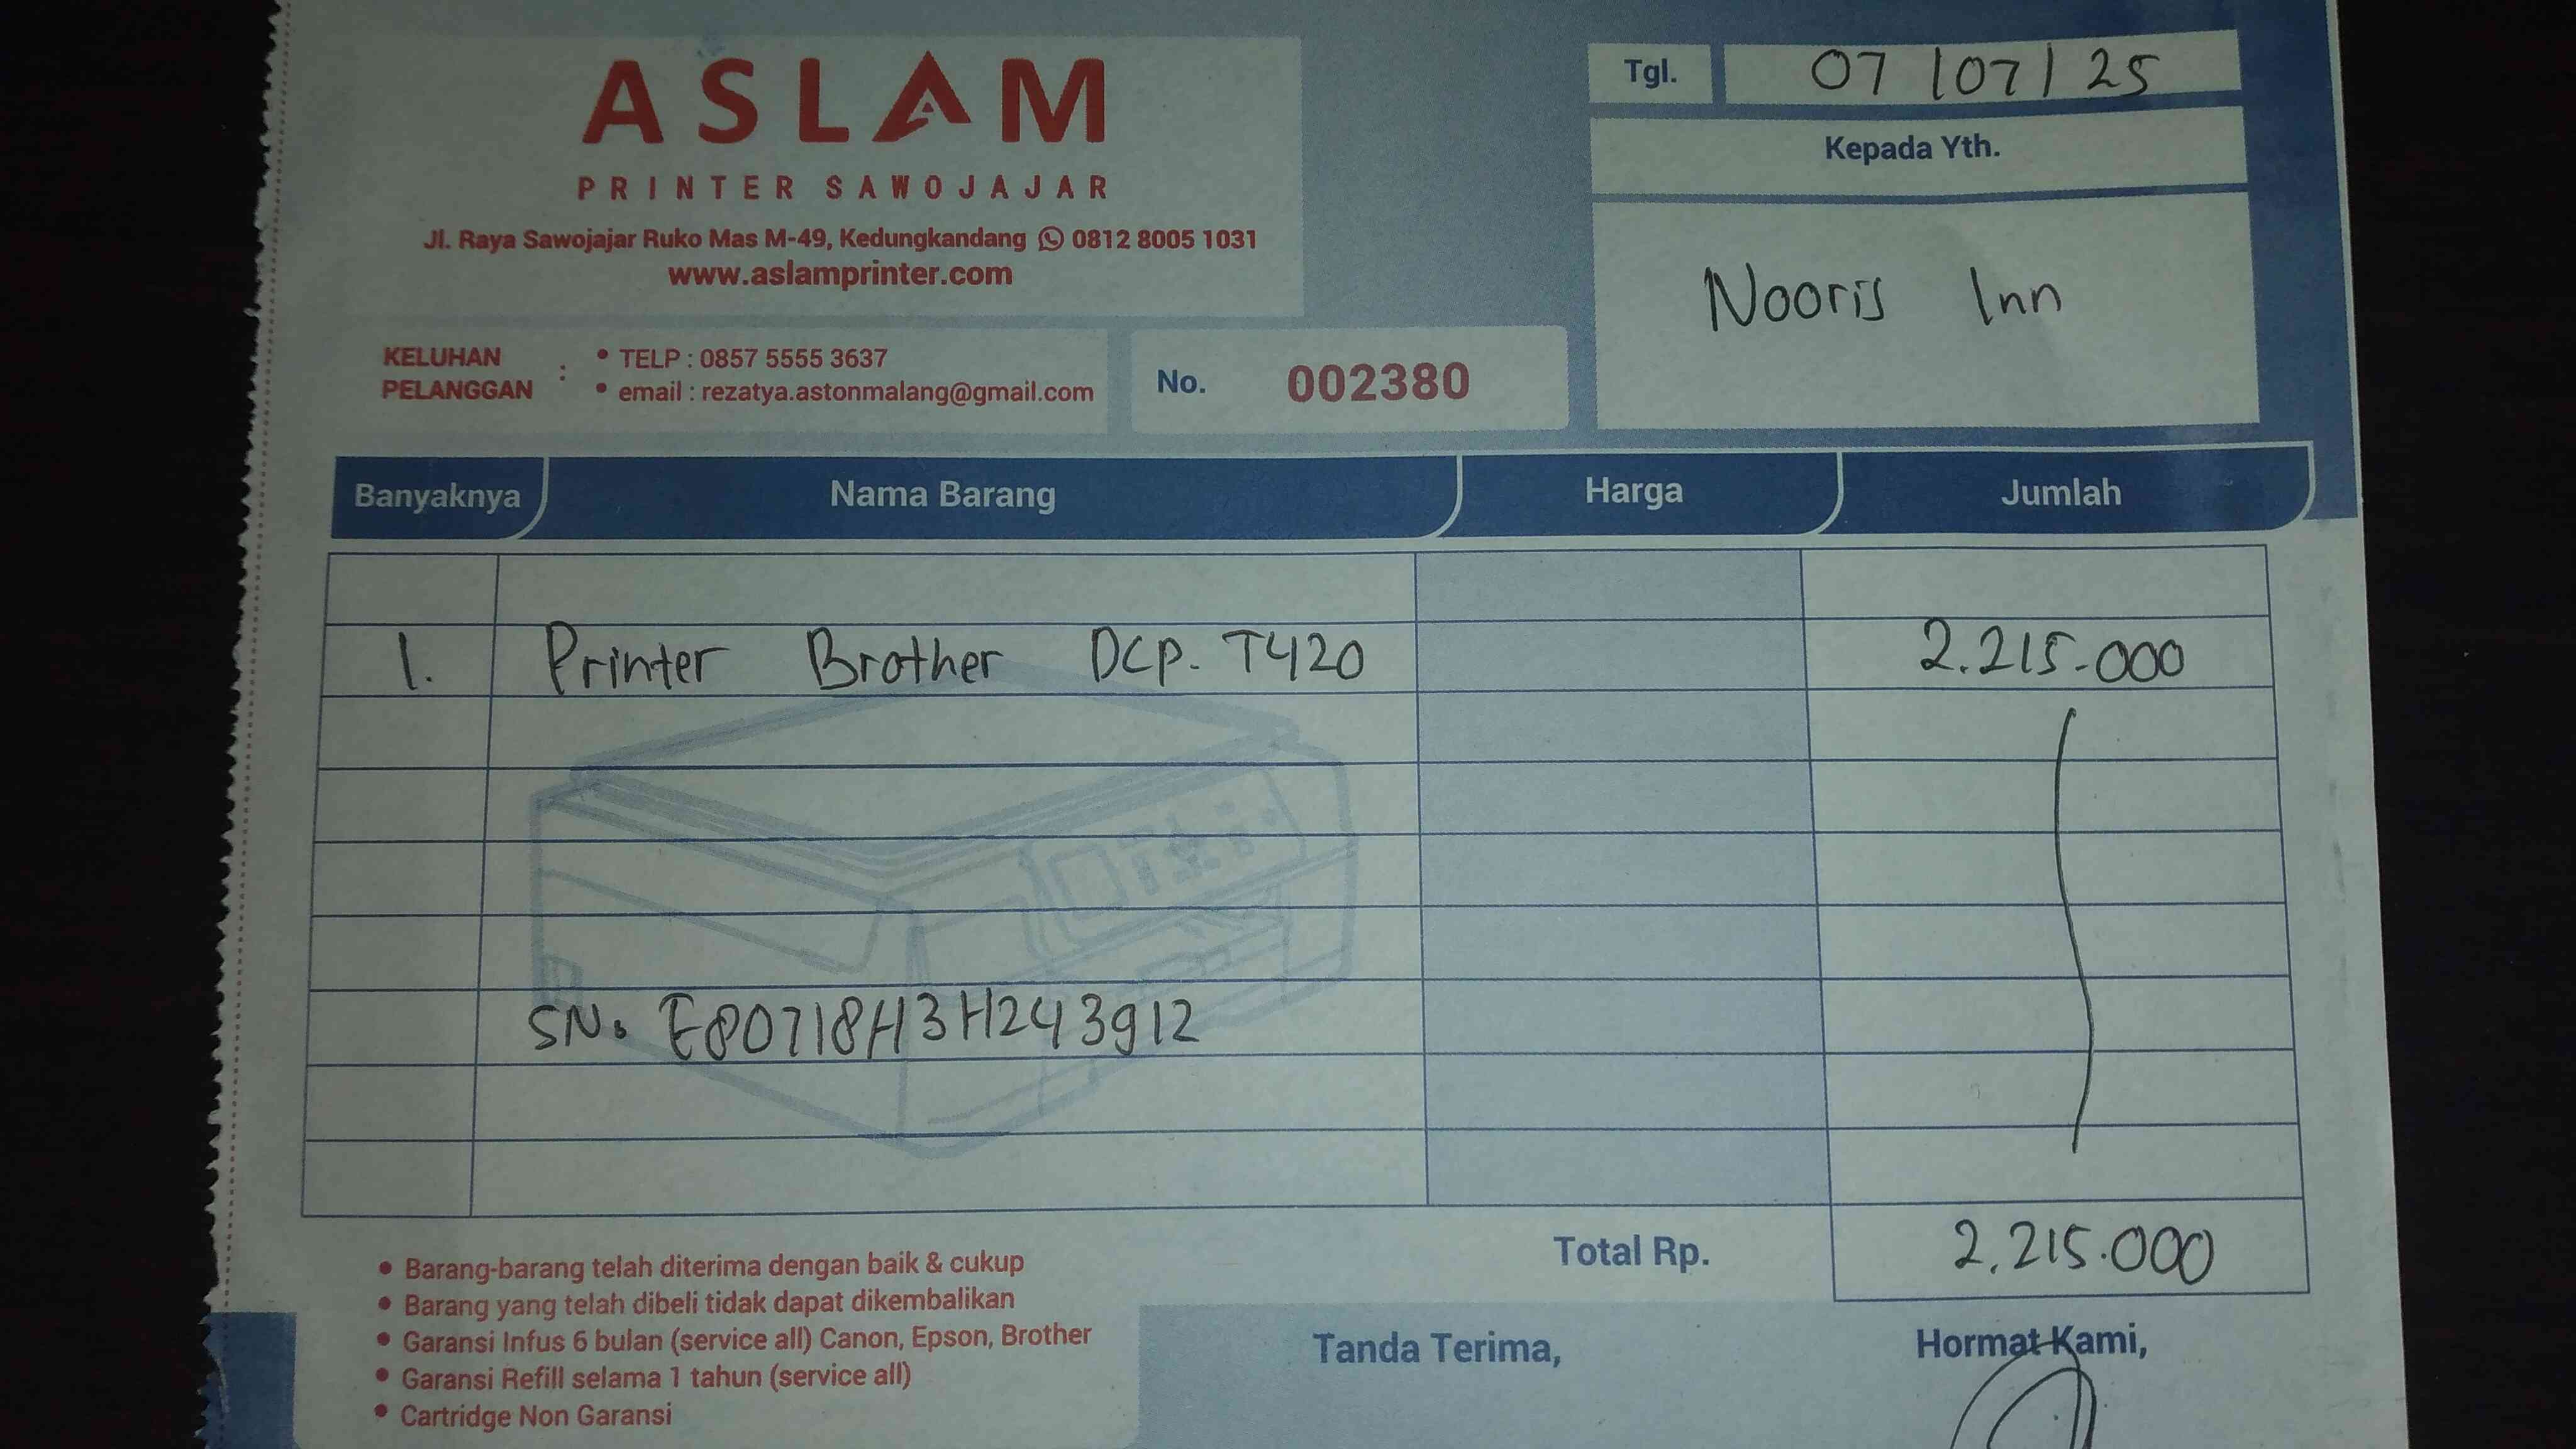 ASLAM
PRINTER SAWOJAJAR
Jl. Raya Sawojajar Ruko Mas M-49, Kedungkandang 0812 8005 1031
www.aslamprinter.com
KELUHAN PELANGGAN :
• TELP : 0857 5555 3637
• email : rezatya.astonmalang@gmail.com
No. 002380
Tgl. 07/07/25
Kepada Yth.
Nooris Inn
Banyaknya Nama Barang Harga Jumlah
1. Printer Brother DCP-T420 2.215.000
SN. E80718H3H243912
Total Rp. 2.215.000
• Barang-barang telah diterima dengan baik & cukup
• Barang yang telah dibeli tidak dapat dikembalikan
• Garansi Infus 6 bulan (service all) Canon, Epson, Brother
• Garansi Refill selama 1 tahun (service all)
• Cartridge Non Garansi
Tanda Terima,
Hormat Kami,